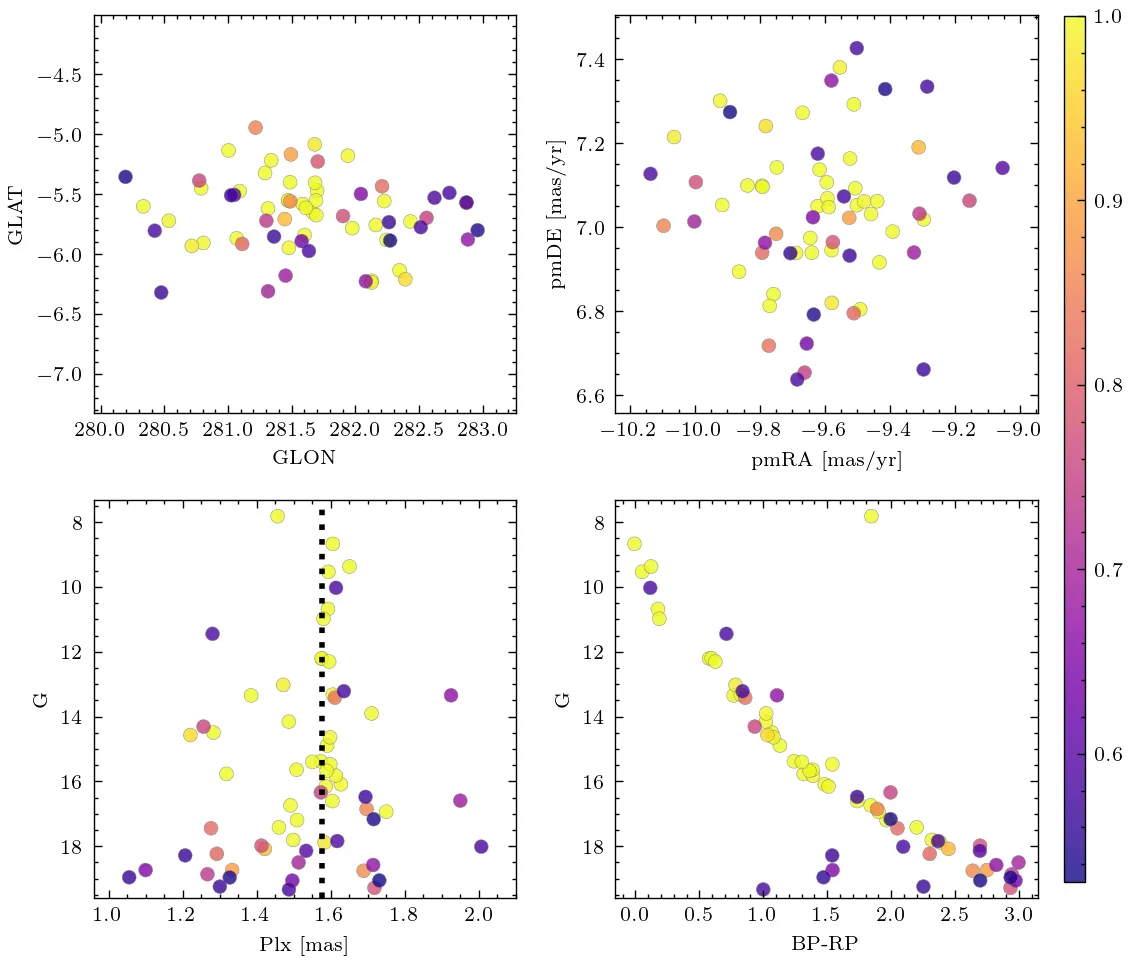 −4.5
−5.0
−5.5
−6.0
−6.5
−7.0
GLAT
280.0 280.5 281.0 281.5 282.0 282.5 283.0
GLON
7.4
7.2
7.0
6.8
6.6
pmDE [mas/yr]
−10.2 −10.0 −9.8 −9.6 −9.4 −9.2 −9.0
pmRA [mas/yr]
8
10
12
14
16
18
G
1.0 1.2 1.4 1.6 1.8 2.0
Plx [mas]
8
10
12
14
16
18
G
0.0 0.5 1.0 1.5 2.0 2.5 3.0
BP-RP
1.0
0.9
0.8
0.7
0.6